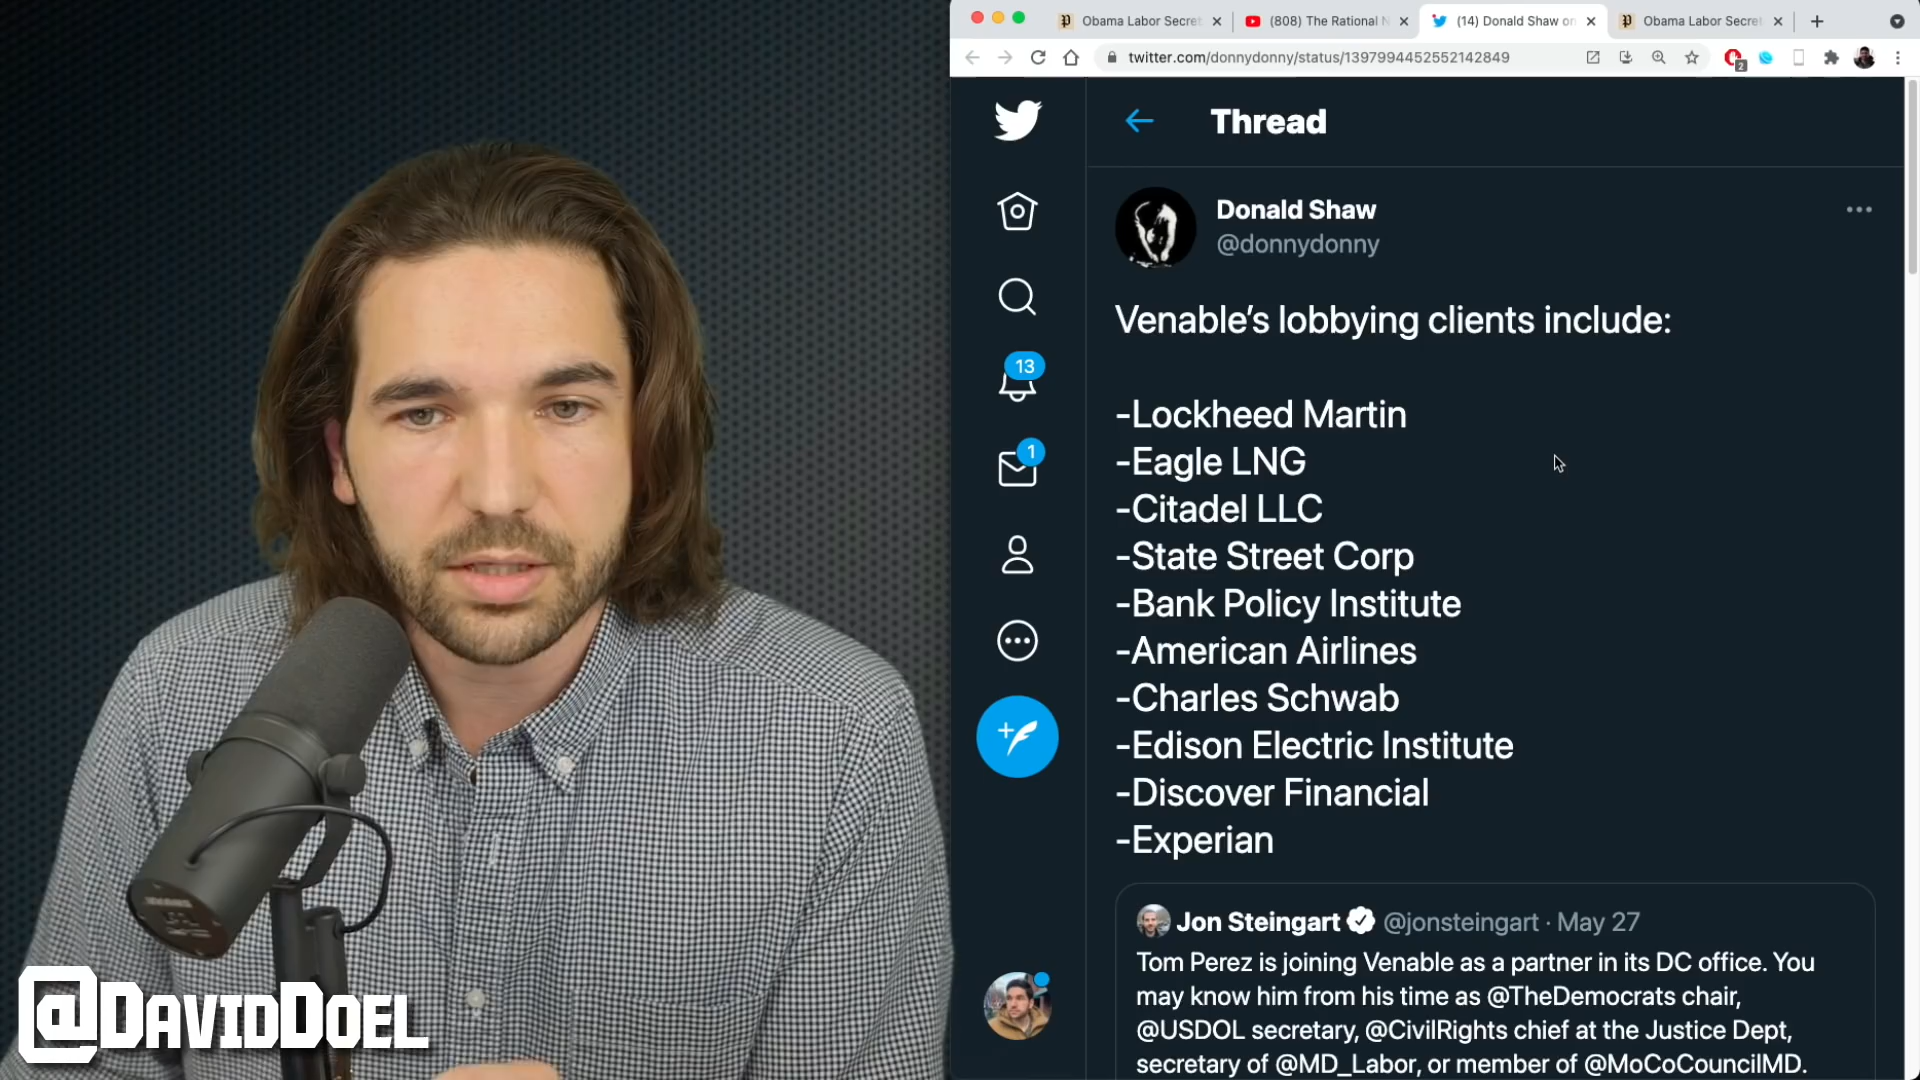 Obama Labor Secret
(808) The Rational N
(14) Donald Shaw on
Obama Labor Secret
twitter.com/donnydonny/status/1397994452552142849
2
Thread
Donald Shaw
@donnydonny
Venable's lobbying clients include:
13
-Lockheed Martin
1
-Eagle LNG
-Citadel LLC
-State Street Corp
-Bank Policy Institute
-American Airlines
-Charles Schwab
-Edison Electric Institute
-Discover Financial
-Experian
Jon Steingart @jonsteingart · May 27
Tom Perez is joining Venable as a partner in its DC office. You
may know him from his time as @TheDemocrats chair,
@USDOL secretary, @CivilRights chief at the Justice Dept,
secretary of @MD_Labor, or member of @MoCoCouncilMD.
@DavidDoel